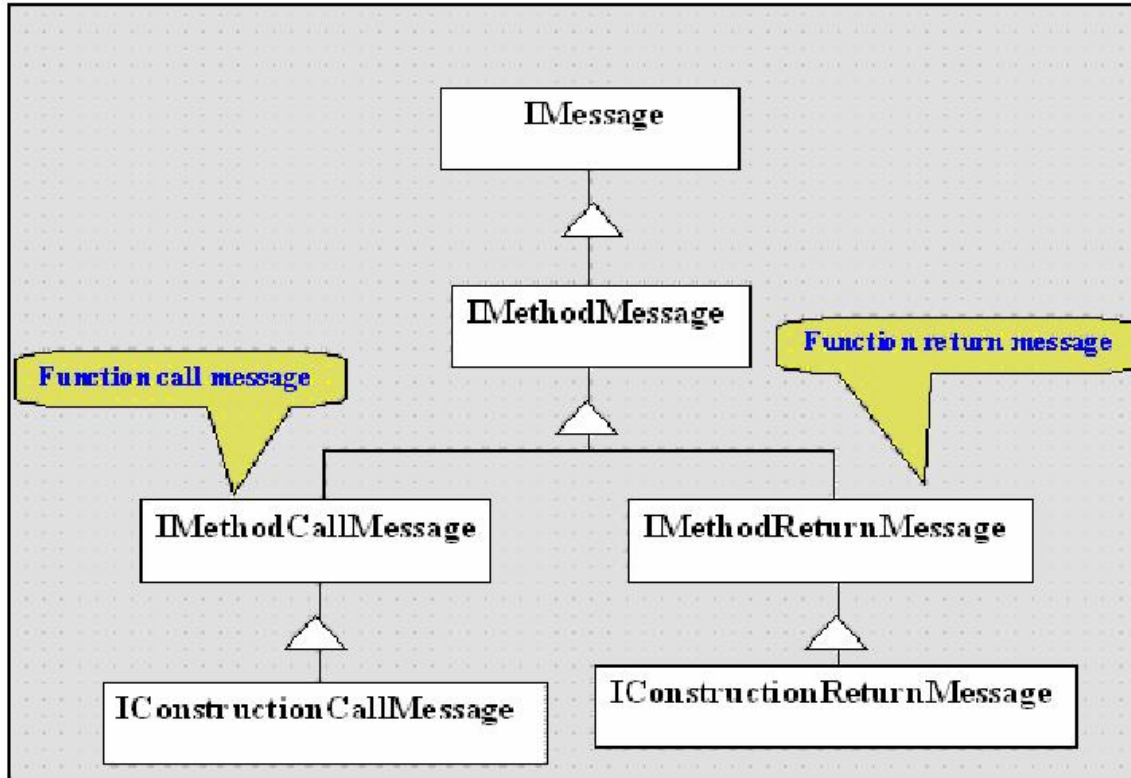 IMessage
IMethodMessage
Function return message
Function call message
IMethodCallMessage
IMethodReturnMessage
IConstructionCallMessage
IConstructionReturnMessage